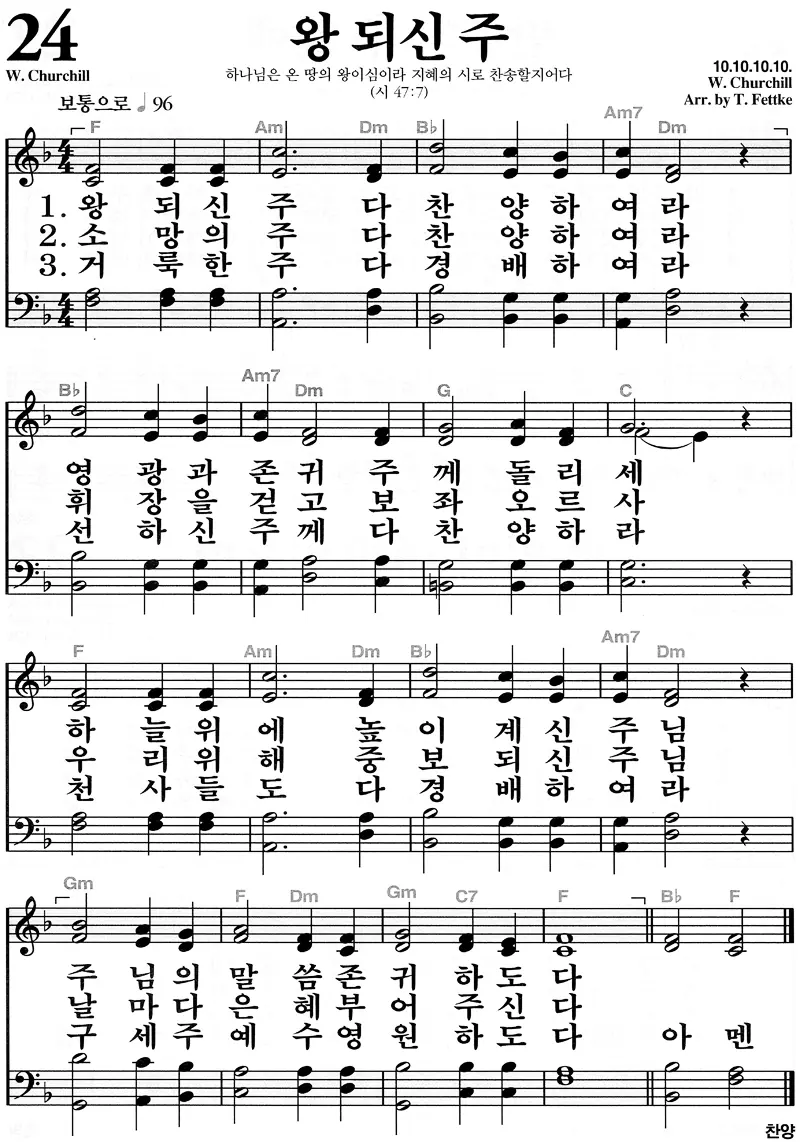 24
왕 되신 주
W. Churchill
하나님은 온 땅의 왕이심이라 지혜의 시로 찬송할지어다
(시 47:7)
10.10.10.10.
W. Churchill
Arr. by T. Fettke
보통으로 ♩ 96
F Am Dm B♭ Am7 Dm
1. 왕 되 신 주 다 찬 양 하 여 라
2. 소 망 의 주 다 찬 양 하 여 라
3. 거 룩 한 주 다 경 배 하 여 라
B♭ Am7 Dm G C
영 광 과 존 귀 주 께 돌 리 세
휘 장 을 걷 고 보 좌 오 르 사
선 하 신 주 께 다 찬 양 하 라
F Am Dm B♭ Am7 Dm
하 늘 위 에 높 이 계 신 주 님
우 리 위 해 중 보 되 신 주 님
천 사 들 도 다 경 배 하 여 라
Gm F Dm Gm C7 F B♭ F
주 님 의 말 씀 존 귀 하 도 다
날 마 다 은 혜 부 어 주 신 다
구 세 주 예 수 영 원 하 도 다 아 멘
찬양